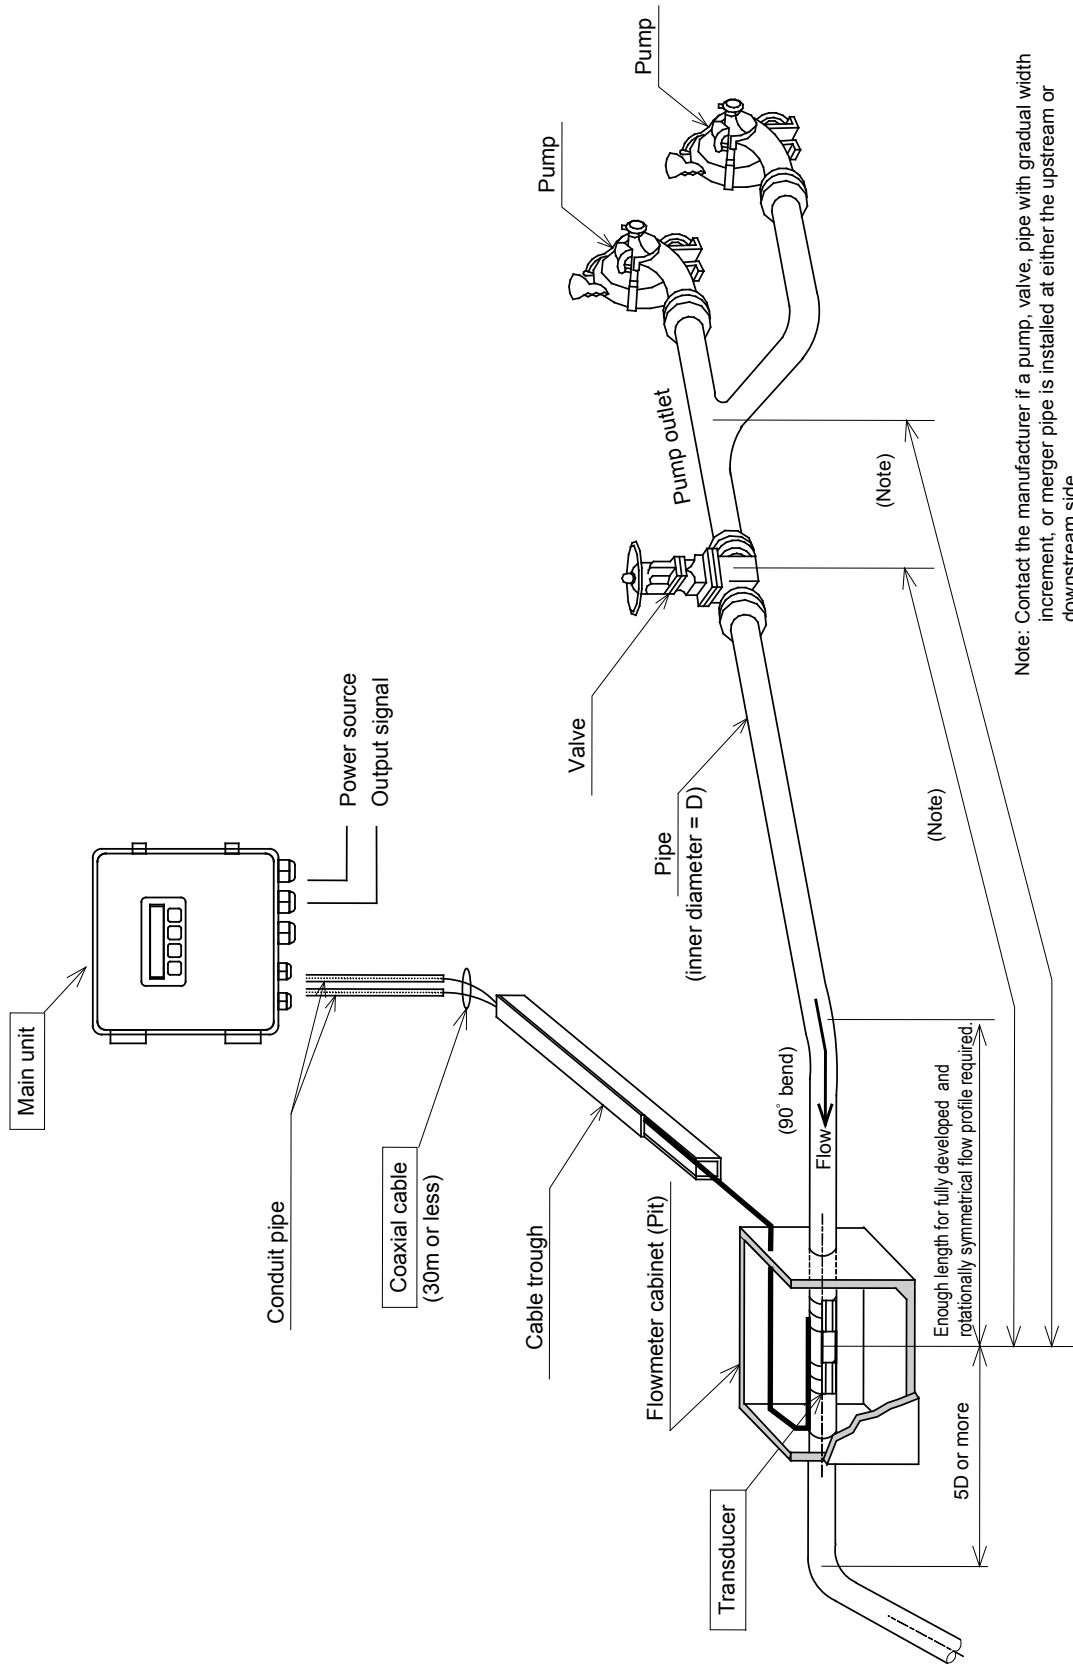 Main unit
Power source
Output signal
Conduit pipe
Coaxial cable
(30m or less)
Cable trough
Flowmeter cabinet (Pit)
Transducer
Pump
Pump
Pump outlet
Valve
Pipe
(inner diameter = D)
(90° bend)
Flow
(Note)
(Note)
Enough length for fully developed and
rotationally symmetrical flow profile required.
5D or more
Note: Contact the manufacturer if a pump, valve, pipe with gradual width
increment, or merger pipe is installed at either the upstream or
downstream side